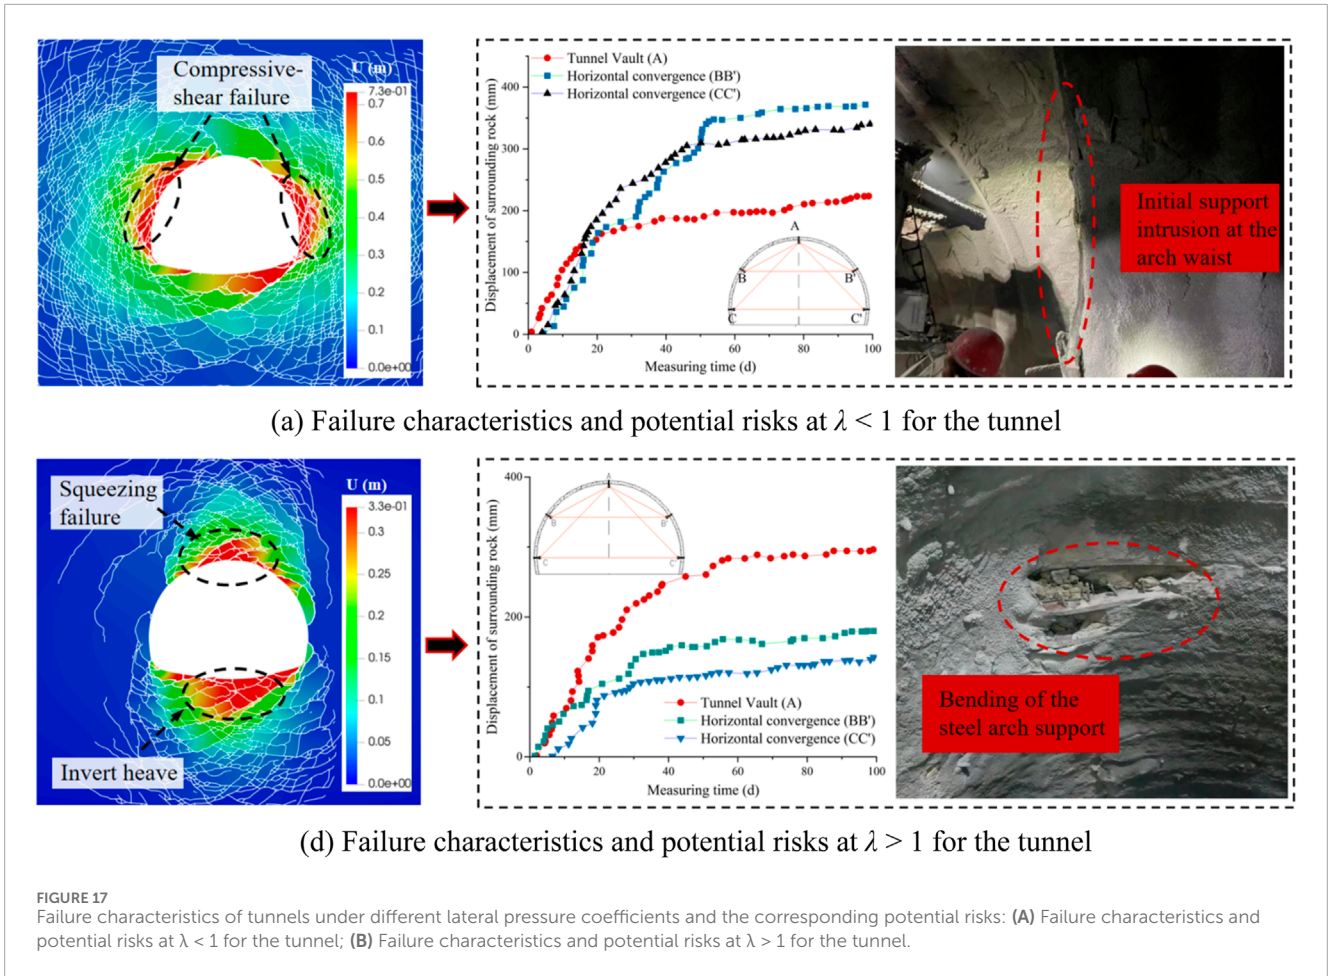 Compressive-
shear failure
U (m)
7.3e-01
0.7
0.6
0.5
0.4
0.3
0.2
0.1
0.0e+00
Displacement of surrounding rock (mm)
400
300
200
100
0
Tunnel Vault (A)
Horizontal convergence (BB')
Horizontal convergence (CC')
A
B
B'
C
C'
0
20
40
60
80
100
Measuring time (d)
Initial support
intrusion at the
arch waist
(a) Failure characteristics and potential risks at λ < 1 for the tunnel
Squeezing
failure
Invert heave
U (m)
3.3e-01
0.30
0.25
0.2
0.15
0.1
0.05
0.0e+00
Displacement of surrounding rock (mm)
400
200
0
A
B
B'
C
C'
Tunnel Vault (A)
Horizontal convergence (BB')
Horizontal convergence (CC')
0
20
40
60
80
100
Measuring time (d)
Bending of the
steel arch support
(d) Failure characteristics and potential risks at λ > 1 for the tunnel
FIGURE 17
Failure characteristics of tunnels under different lateral pressure coefficients and the corresponding potential risks: (A) Failure characteristics and
potential risks at λ < 1 for the tunnel; (B) Failure characteristics and potential risks at λ > 1 for the tunnel.